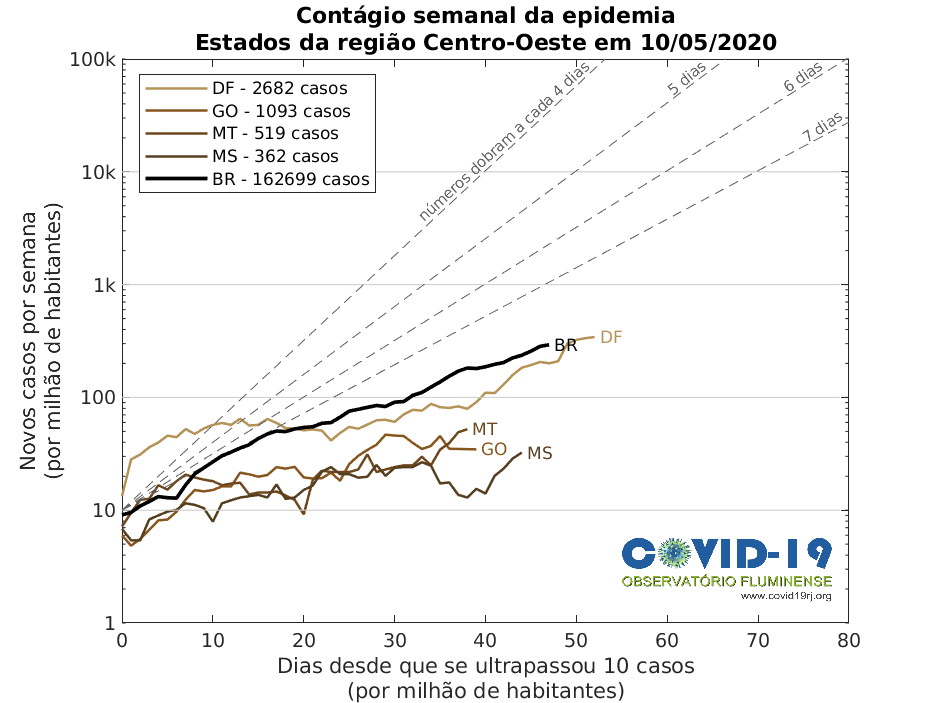 Contágio semanal da epidemia
Estados da região Centro-Oeste em 10/05/2020
100k
10k
1k
100
10
1
Novos casos por semana
(por milhão de habitantes)
DF - 2682 casos
GO - 1093 casos
MT - 519 casos
MS - 362 casos
BR - 162699 casos
números dobram a cada 4 dias
5 dias
6 dias
7 dias
BR
DF
MT
GO
MS
COVID-19
OBSERVATÓRIO FLUMINENSE
www.covid19rj.org
0
10
20
30
40
50
60
70
80
Dias desde que se ultrapassou 10 casos
(por milhão de habitantes)